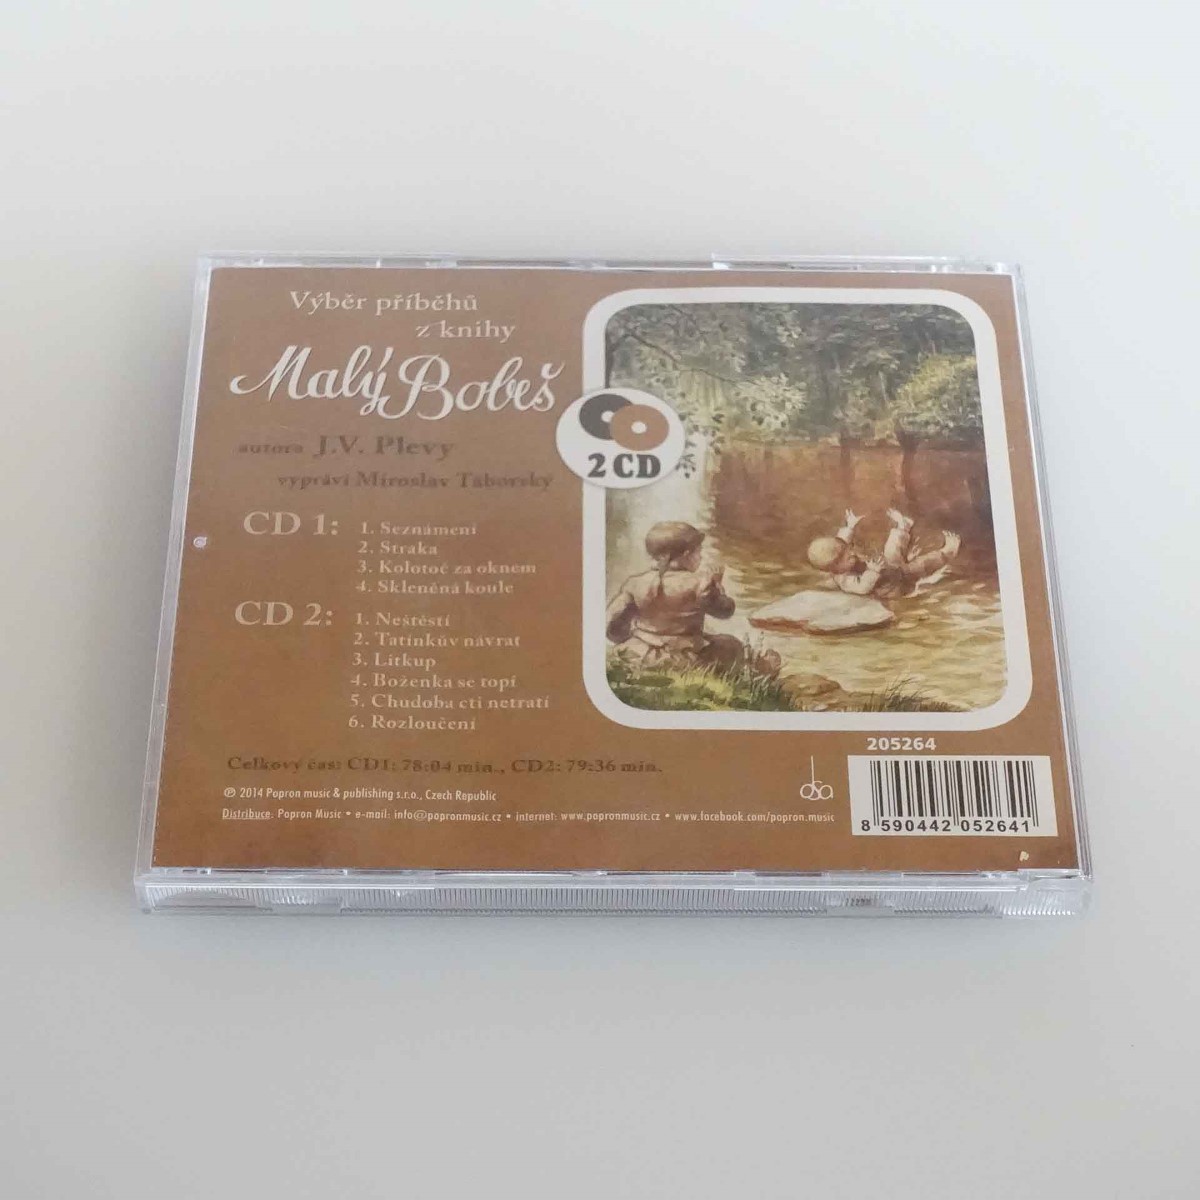 Výběr příběhů
z knihy
Malý Bobeš
autora J.V. Plevy
vypráví Miroslav Táborský
2 CD
CD 1:
1. Seznámení
2. Straka
3. Kolotoč za oknem
4. Skleněná koule
CD 2:
1. Neštěstí
2. Tatínkův návrat
3. Lítkup
4. Boženka se topí
5. Chudoba cti netratí
6. Rozloučení
Celkový čas: CD1: 78:04 min., CD2: 79:36 min.
℗ 2014 Popron music & publishing s.r.o., Czech Republic
Distribuce: Popron Music • e-mail: info@popronmusic.cz • internet: www.popronmusic.cz • www.facebook.com/popron.music
osa
205264
8 590442 052641